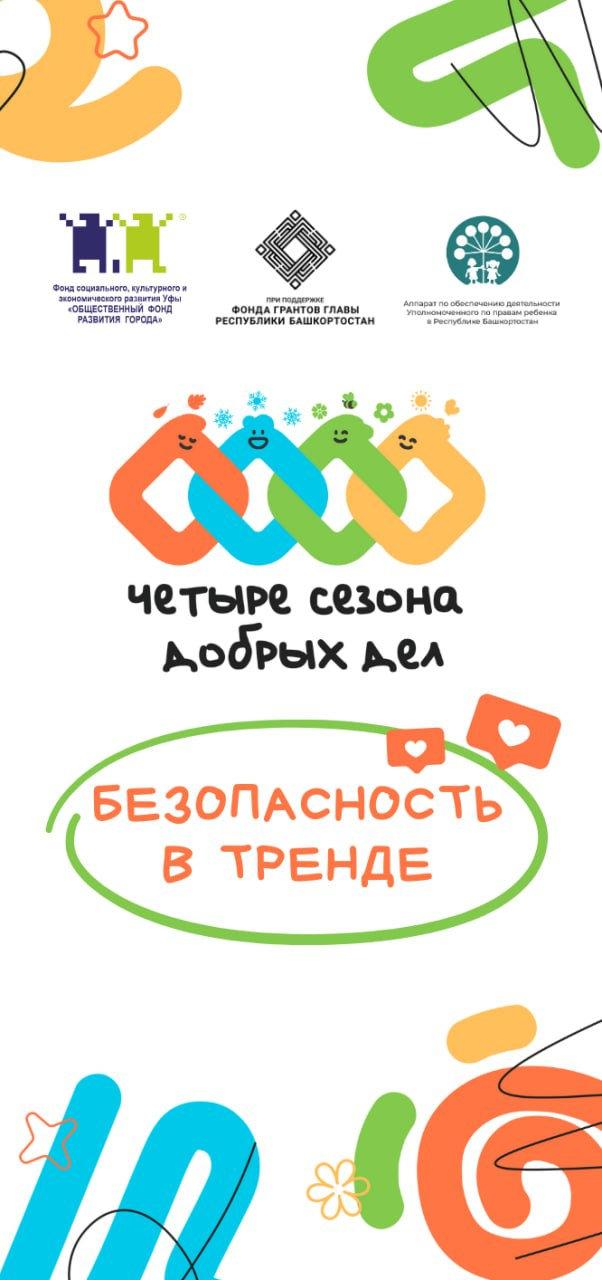 Фонд социального, культурного и
экономического развития Уфы
«ОБЩЕСТВЕННЫЙ ФОНД
РАЗВИТИЯ ГОРОДА»
ПРИ ПОДДЕРЖКЕ
ФОНДА ГРАНТОВ ГЛАВЫ
РЕСПУБЛИКИ БАШКОРТОСТАН
Аппарат по обеспечению деятельности
Уполномоченного по правам ребенка
в Республике Башкортостан
четыре сезона
добрых дел
БЕЗОПАСНОСТЬ
В ТРЕНДЕ